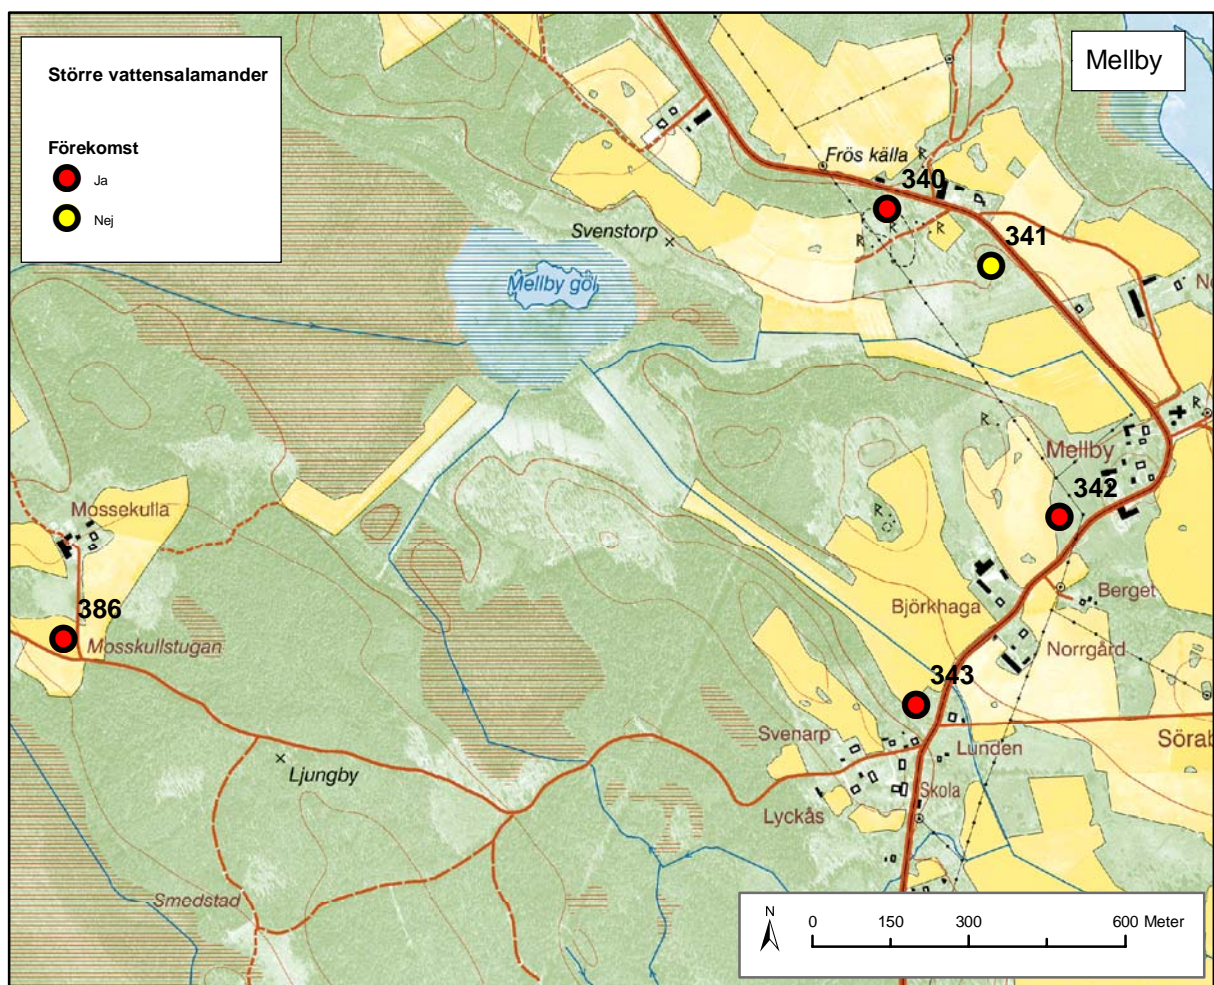 Större vattensalamander
Mellby
Förekomst
Ja
Nej
Frös källa
R
340
R
R
R
R
341
Svenstorp
Mellby göl
R
R
Mellby
342
R
Mossekulla
Björkhaga
Berget
386
Mosskullstugan
Norrgård
343
Svenarp
Lunden
Ljungby
Skola
Lyckås
Smedstad
N
0 150 300 600 Meter